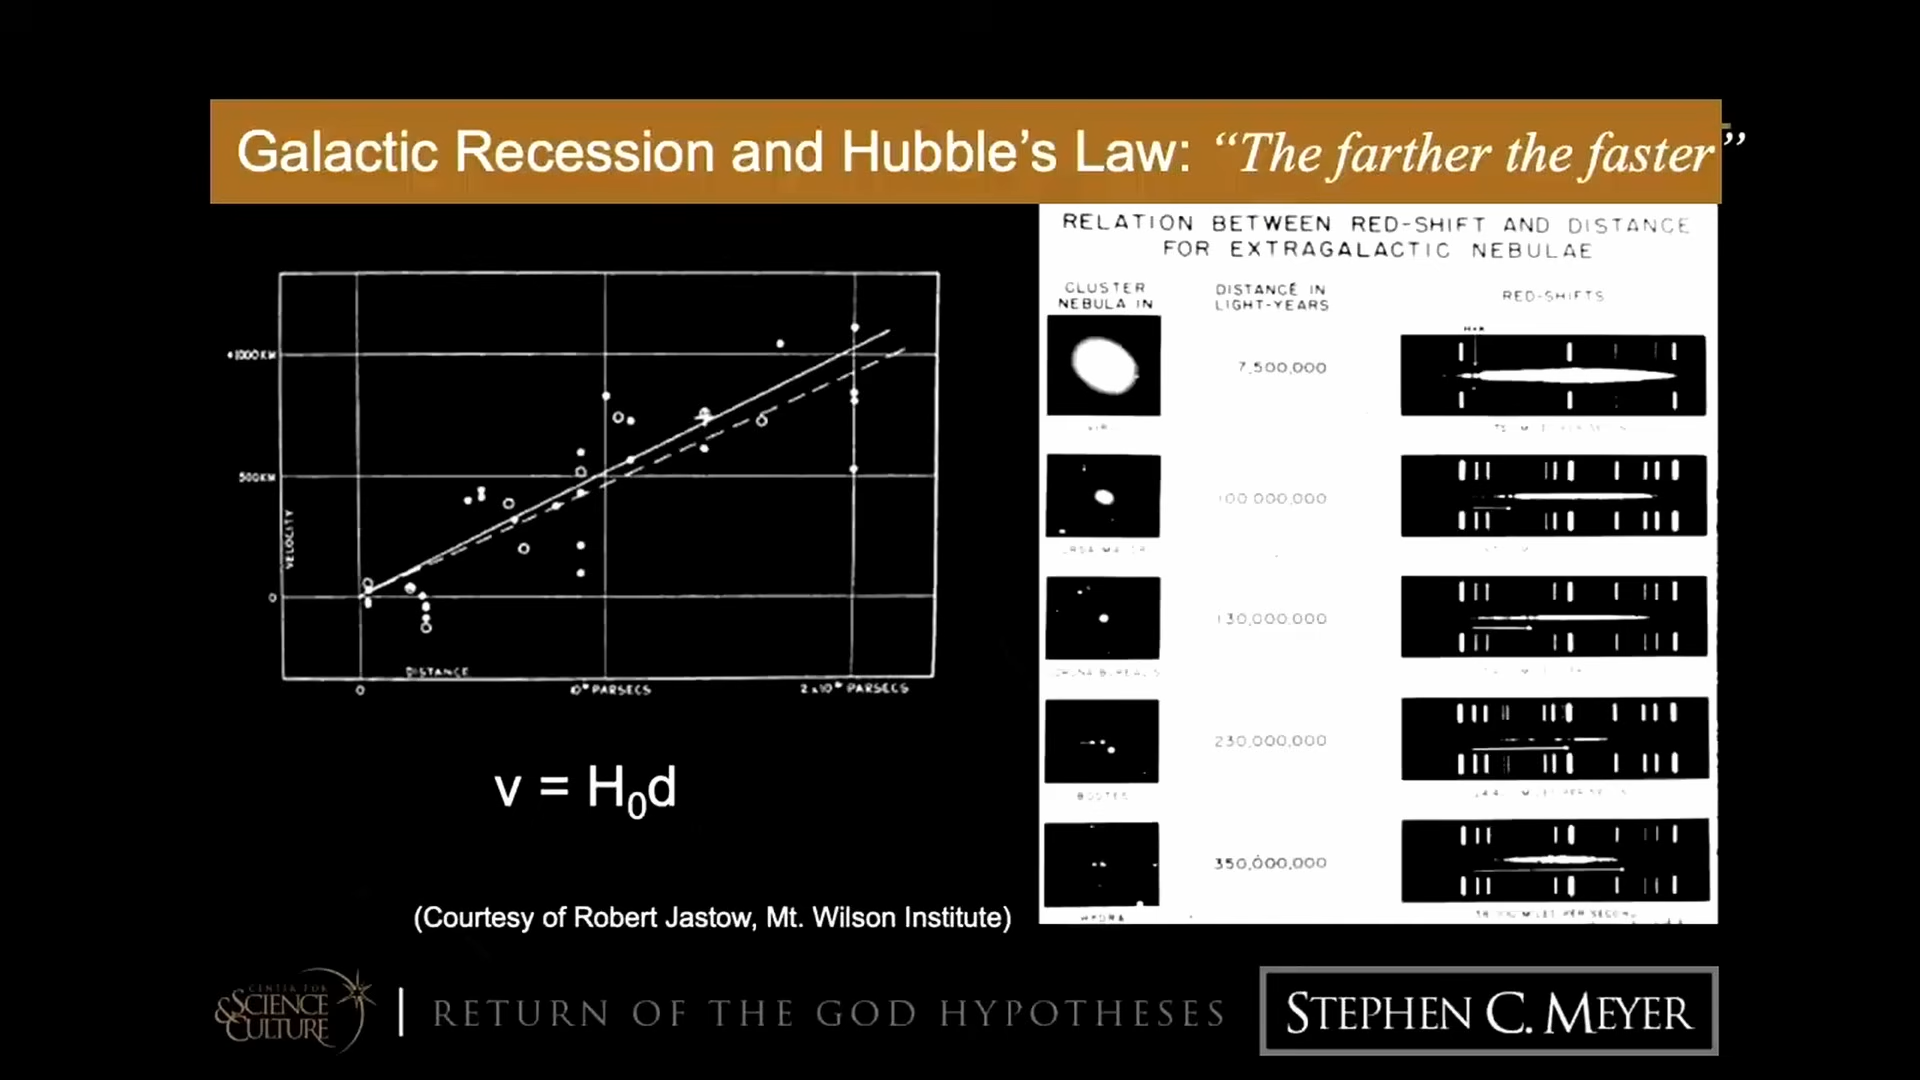 Galactic Recession and Hubble's Law: “The farther the faster”
+1000KM
500KM
0
VELOCITY
DISTANCE
0
PARSECS
PARSECS
v = H₀d
(Courtesy of Robert Jastow, Mt. Wilson Institute)
RELATION BETWEEN RED-SHIFT AND DISTANCE
FOR EXTRAGALACTIC NEBULAE
CLUSTER
NEBULA IN
DISTANCE IN
LIGHT-YEARS
RED-SHIFTS
H+K
7,500,000
100,000,000
130,000,000
230,000,000
BOOTES
350,000,000
HYDRA
CENTER FOR
SCIENCE
& CULTURE
RETURN OF THE GOD HYPOTHESES
STEPHEN C. MEYER